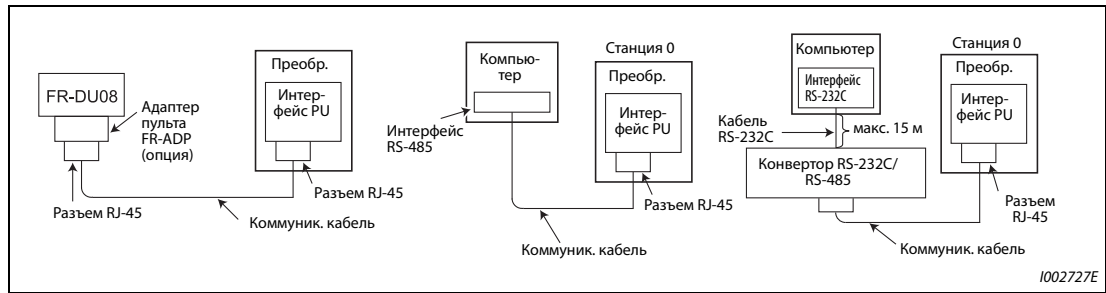 FR-DU08
Адаптер
пульта
FR-ADP
(опция)
Разъем RJ-45
Преобр.
Интер-
фейс PU
Разъем RJ-45
Коммуник. кабель
Компью-
тер
Интерфейс
RS-485
Станция 0
Преобр.
Интер-
фейс PU
Разъем RJ-45
Коммуник. кабель
Компьютер
Интерфейс
RS-232C
Кабель
RS-232C
макс. 15 м
Конвертор RS-232C/
RS-485
Станция 0
Преобр.
Интер-
фейс PU
Разъем
RJ-45
Коммуник. кабель
I002727E